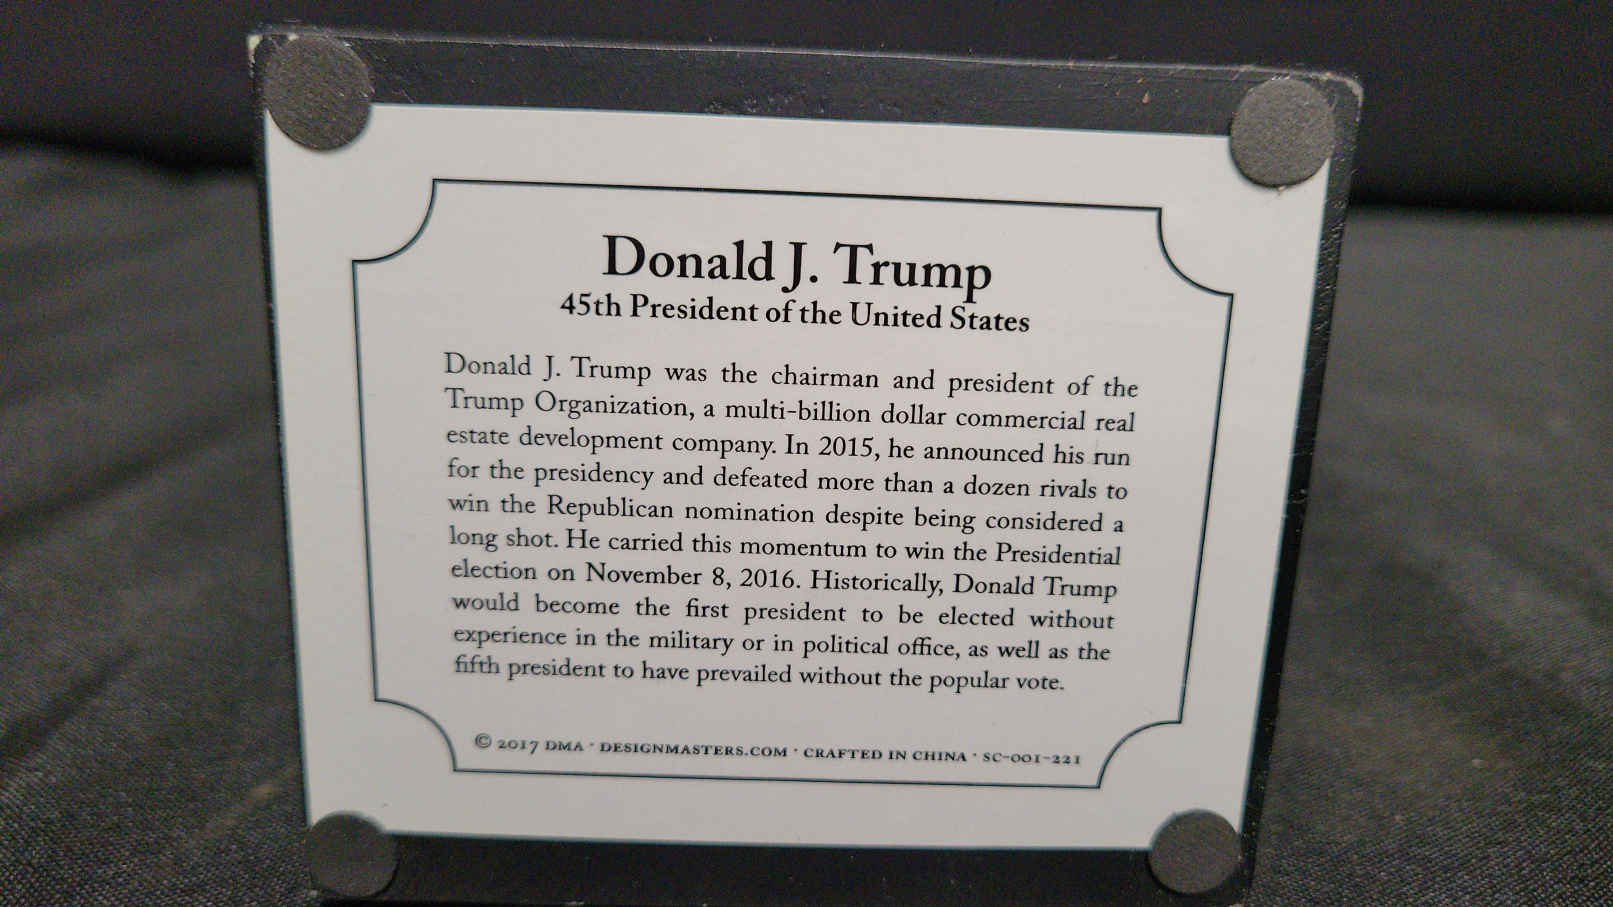 Donald J. Trump
45th President of the United States
Donald J. Trump was the chairman and president of the
Trump Organization, a multi-billion dollar commercial real
estate development company. In 2015, he announced his run
for the presidency and defeated more than a dozen rivals to
win the Republican nomination despite being considered a
long shot. He carried this momentum to win the Presidential
election on November 8, 2016. Historically, Donald Trump
would become the first president to be elected without
experience in the military or in political office, as well as the
fifth president to have prevailed without the popular vote.
© 2017 DMA · DESIGNMASTERS.COM · CRAFTED IN CHINA · SC-001-221